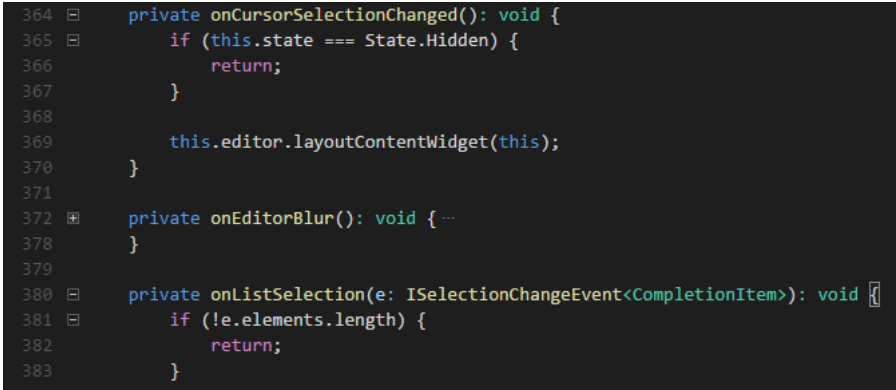 364 private onCursorSelectionChanged(): void {
365 if (this.state === State.Hidden) {
366 return;
367 }
368
369 this.editor.layoutContentWidget(this);
370 }
371
372 private onEditorBlur(): void { ⋯
378 }
379
380 private onListSelection(e: ISelectionChangeEvent<CompletionItem>): void {
381 if (!e.elements.length) {
382 return;
383 }